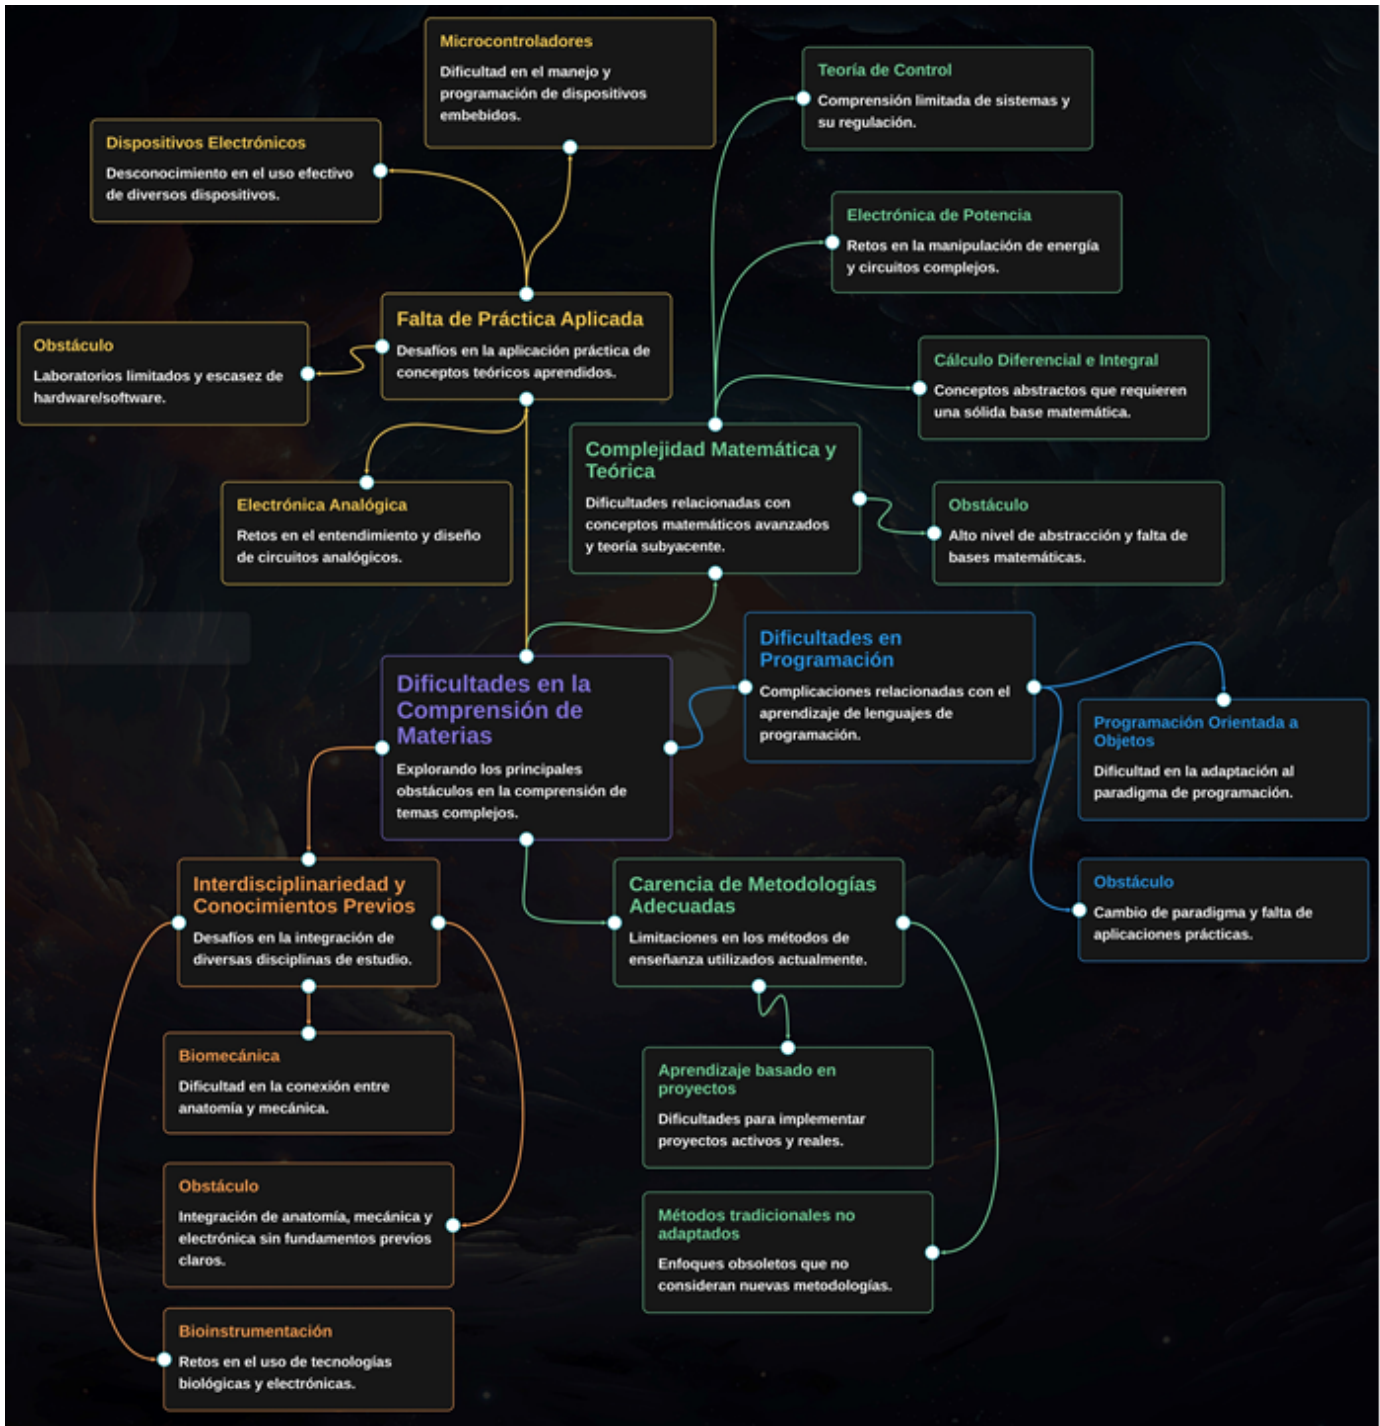 Microcontroladores
Dificultad en el manejo y
programación de dispositivos
embebidos.
Teoría de Control
Comprensión limitada de sistemas y
su regulación.
Dispositivos Electrónicos
Desconocimiento en el uso efectivo
de diversos dispositivos.
Electrónica de Potencia
Retos en la manipulación de energía
y circuitos complejos.
Falta de Práctica Aplicada
Desafíos en la aplicación práctica de
conceptos teóricos aprendidos.
Obstáculo
Laboratorios limitados y escasez de
hardware/software.
Cálculo Diferencial e Integral
Conceptos abstractos que requieren
una sólida base matemática.
Complejidad Matemática y
Teórica
Dificultades relacionadas con
conceptos matemáticos avanzados
y teoría subyacente.
Electrónica Analógica
Retos en el entendimiento y diseño
de circuitos analógicos.
Obstáculo
Alto nivel de abstracción y falta de
bases matemáticas.
Dificultades en
Programación
Complicaciones relacionadas con el
aprendizaje de lenguajes de
programación.
Dificultades en la
Comprensión de
Materias
Explorando los principales
obstáculos en la comprensión de
temas complejos.
Programación Orientada a
Objetos
Dificultad en la adaptación al
paradigma de programación.
Interdisciplinariedad y
Conocimientos Previos
Desafíos en la integración de
diversas disciplinas de estudio.
Carencia de Metodologías
Adecuadas
Limitaciones en los métodos de
enseñanza utilizados actualmente.
Obstáculo
Cambio de paradigma y falta de
aplicaciones prácticas.
Biomecánica
Dificultad en la conexión entre
anatomía y mecánica.
Aprendizaje basado en
proyectos
Dificultades para implementar
proyectos activos y reales.
Obstáculo
Integración de anatomía, mecánica y
electrónica sin fundamentos previos
claros.
Métodos tradicionales no
adaptados
Enfoques obsoletos que no
consideran nuevas metodologías.
Bioinstrumentación
Retos en el uso de tecnologías
biológicas y electrónicas.